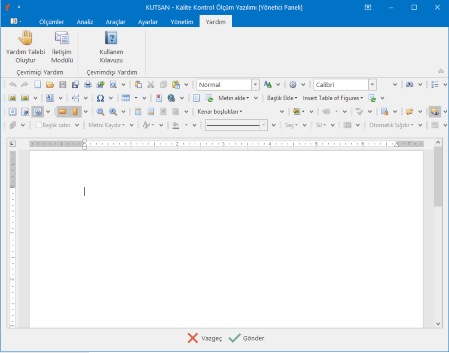 KUTSAN - Kalite Kontrol Ölçüm Yazılımı [Yönetici Paneli]
Ölçümler Analiz Araçlar Ayarlar Yönetim Yardım
Yardım Talebi Oluştur
İletişim Modülü
Kullanım Kılavuzu
Çevrimiçi Yardım Çevrimdışı Yardım
Normal Calibri
Metin ekle Başlık Ekle Insert Table of Figures
Kenar boşlukları
Başlık satırı Metni Kaydır Seç Sil Otomatik Sığdır
Vazgeç Gönder